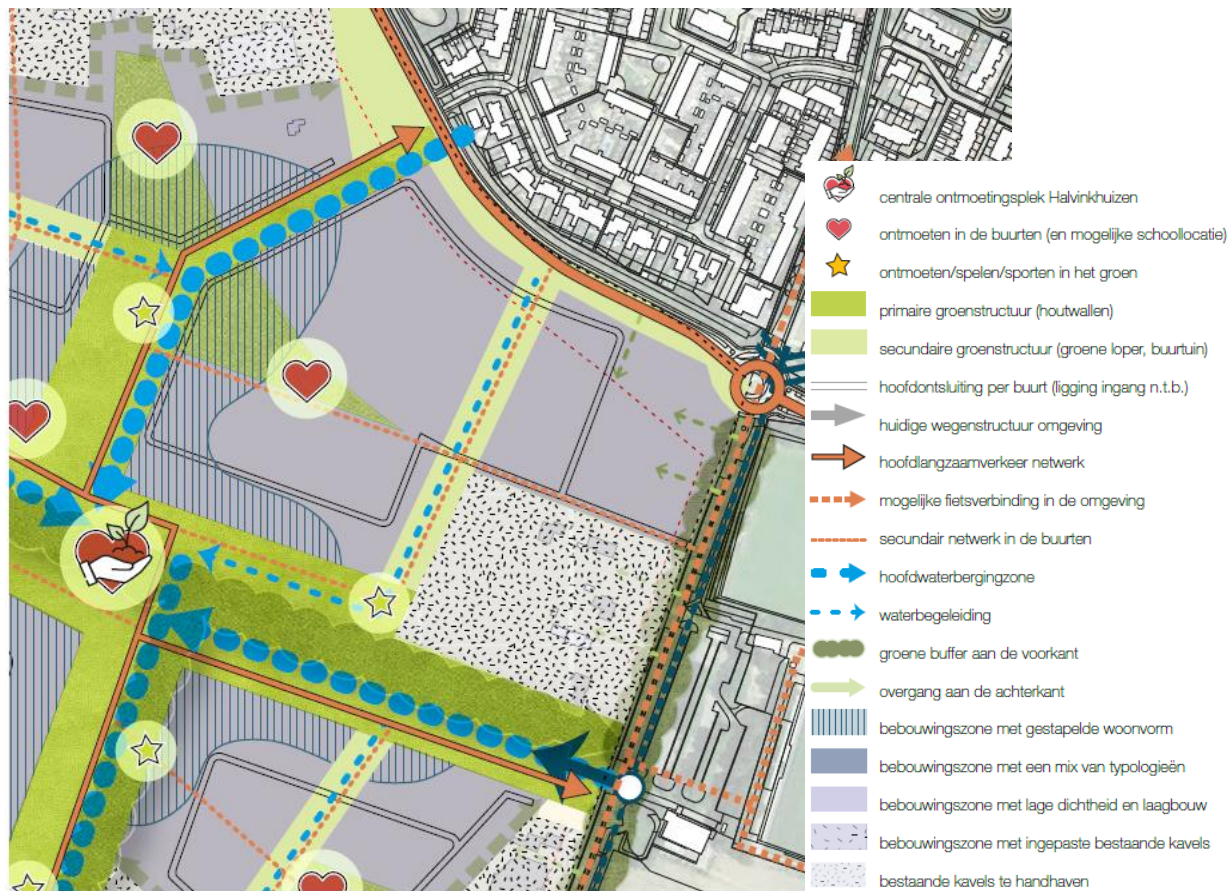 centrale ontmoetingsplek Halvinkhuizen
ontmoeten in de buurten (en mogelijke schoollocatie)
ontmoeten/spelen/sporten in het groen
primaire groenstructuur (houtwallen)
secundaire groenstructuur (groene loper, buurtuin)
hoofdontsluiting per buurt (ligging ingang n.t.b.)
huidige wegenstructuur omgeving
hoofdlangzaamverkeer netwerk
mogelijke fietsverbinding in de omgeving
secundair netwerk in de buurten
hoofdwaterbergingzone
waterbegeleiding
groene buffer aan de voorkant
overgang aan de achterkant
bebouwingszone met gestapelde woonvorm
bebouwingszone met een mix van typologieën
bebouwingszone met lage dichtheid en laagbouw
bebouwingszone met ingepaste bestaande kavels
bestaande kavels te handhaven